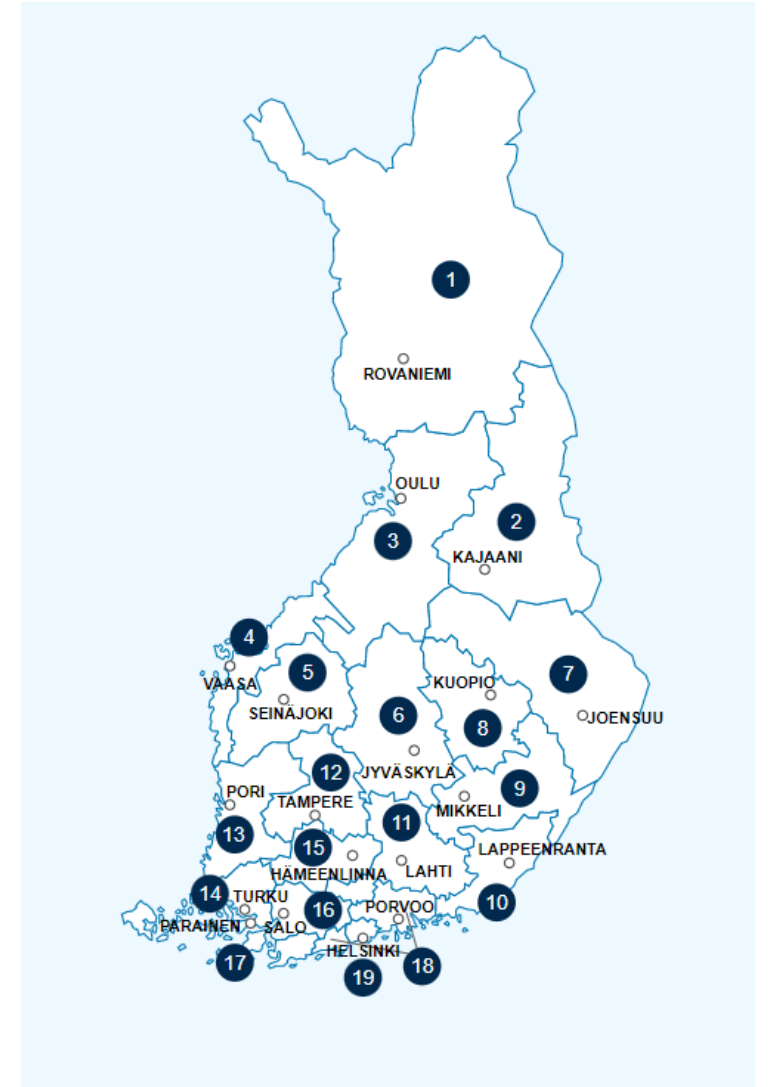 1
ROVANIEMI
OULU
2
3
KAJAANI
4
VAASA
5
SEINÄJOKI
7
KUOPIO
6
JOENSUU
8
JYVÄSKYLÄ
12
9
PORI
TAMPERE
MIKKELI
11
13
15
LAPPEENRANTA
HÄMEENLINNA
LAHTI
14
TURKU
16
PORVOO
10
PARAINEN
SALO
HELSINKI
17
19
18